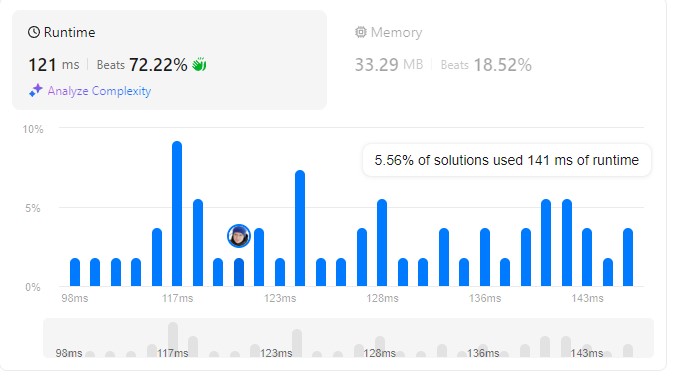 Runtime
121 ms | Beats 72.22%
Analyze Complexity
Memory
33.29 MB | Beats 18.52%
10%
5.56% of solutions used 141 ms of runtime
5%
0%
98ms 117ms 123ms 128ms 136ms 143ms
98ms 117ms 123ms 128ms 136ms 143ms